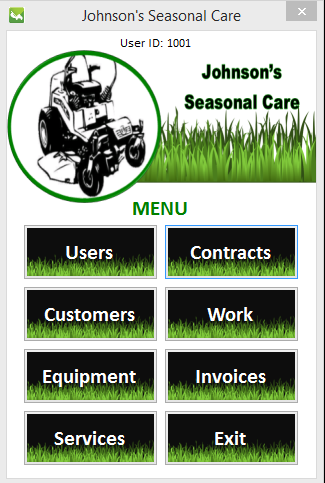 Johnson's Seasonal Care
User ID: 1001
Johnson's
Seasonal Care
MENU
Users
Contracts
Customers
Work
Equipment
Invoices
Services
Exit